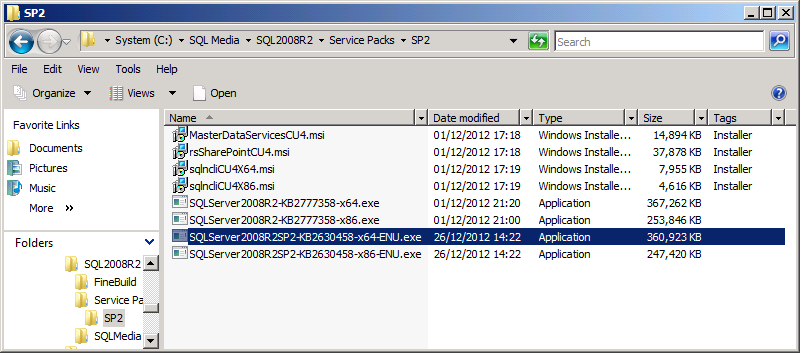 SP2
System (C:) SQL Media SQL2008R2 Service Packs SP2 Search
File Edit View Tools Help
Organize Views Open
Favorite Links
Documents
Pictures
Music
More »
Folders
SQL2008R2
FineBuild
Service Pa
SP2
SQLMedia
Name Date modified Type Size Tags
MasterDataServicesCU4.msi 01/12/2012 17:18 Windows Installe... 14,894 KB Installer
rsSharePointCU4.msi 01/12/2012 17:18 Windows Installe... 37,878 KB Installer
sqlncliCU4X64.msi 01/12/2012 17:19 Windows Installe... 7,955 KB Installer
sqlncliCU4X86.msi 01/12/2012 17:19 Windows Installe... 4,616 KB Installer
SQLServer2008R2-KB2777358-x64.exe 01/12/2012 21:20 Application 367,262 KB
SQLServer2008R2-KB2777358-x86.exe 01/12/2012 21:00 Application 253,846 KB
SQLServer2008R2SP2-KB2630458-x64-ENU.exe 26/12/2012 14:22 Application 360,923 KB
SQLServer2008R2SP2-KB2630458-x86-ENU.exe 26/12/2012 14:22 Application 247,420 KB